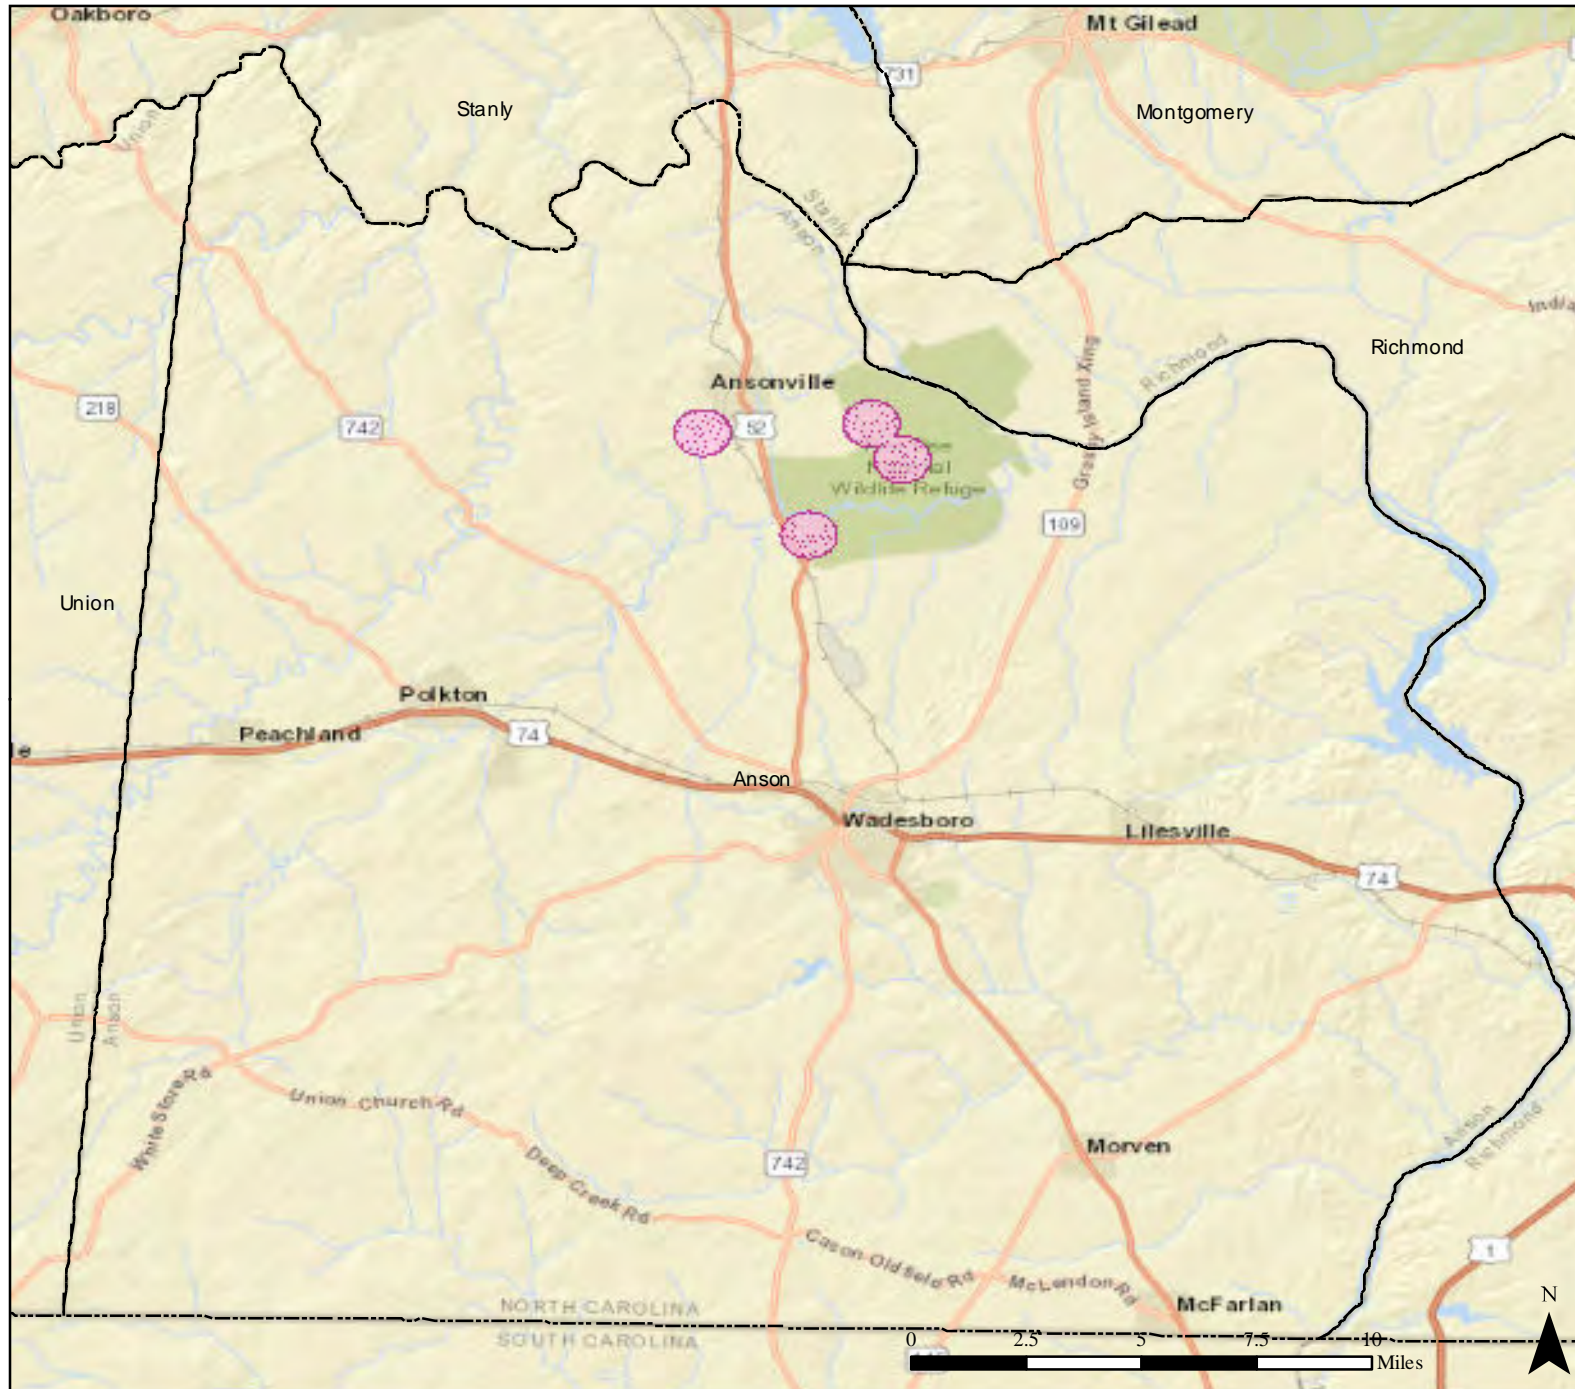 Oakboro
Mt Gilead
731
Stanly
Montgomery
Union
Stanly
Anson
Richmond
Richmond
India
Grassy Island Xing
Ansonville
218
742
52
Wildlife Refuge
109
Union
Polkton
Peachland
74
le
Anson
Wadesboro
Lilesville
74
Union
Anson
White Store Rd
Union Church Rd
Anson
Richmond
Morven
742
Deep Creek Rd
Cason Old field Rd
McLendon Rd
1
McFarlan
NORTH CAROLINA
SOUTH CAROLINA
N
0 2.5 5 7.5 10
Miles